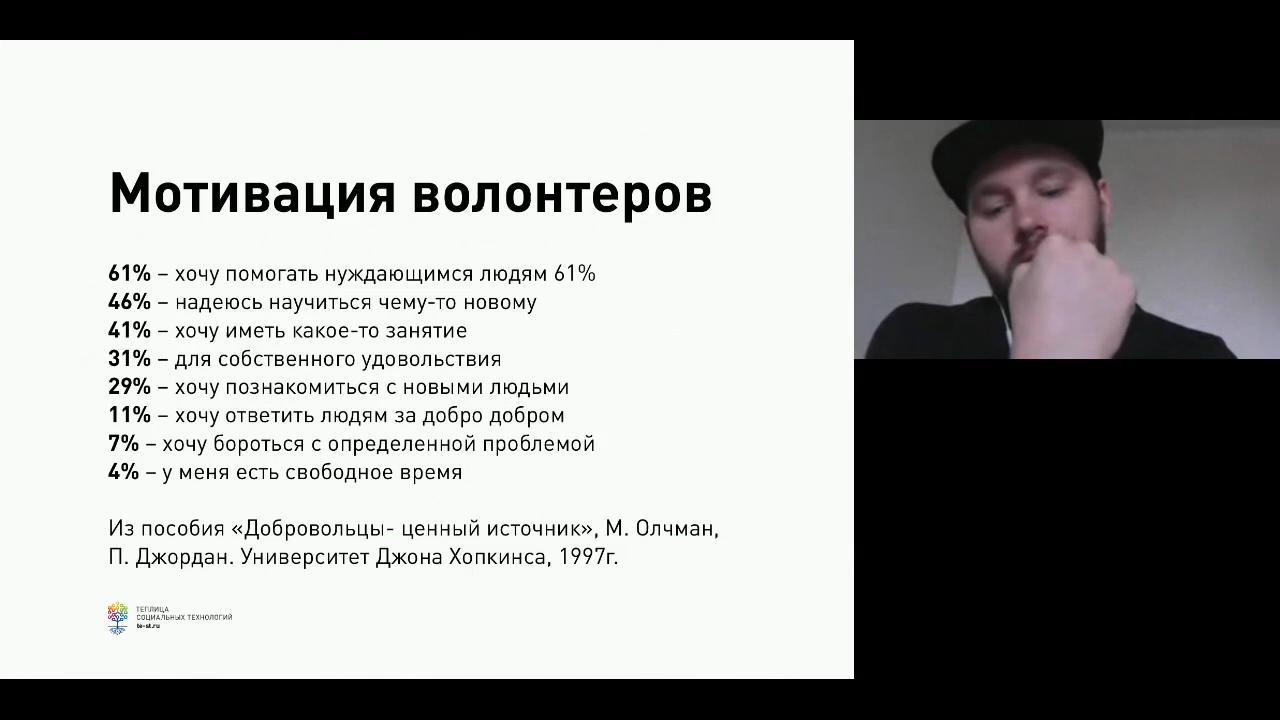 Мотивация волонтеров
61% – хочу помогать нуждающимся людям 61%
46% – надеюсь научиться чему-то новому
41% – хочу иметь какое-то занятие
31% – для собственного удовольствия
29% – хочу познакомиться с новыми людьми
11% – хочу ответить людям за добро добром
7% – хочу бороться с определенной проблемой
4% – у меня есть свободное время
Из пособия «Добровольцы- ценный источник», М. Олчман,
П. Джордан. Университет Джона Хопкинса, 1997г.
ТЕПЛИЦА
СОЦИАЛЬНЫХ ТЕХНОЛОГИЙ
te-st.ru